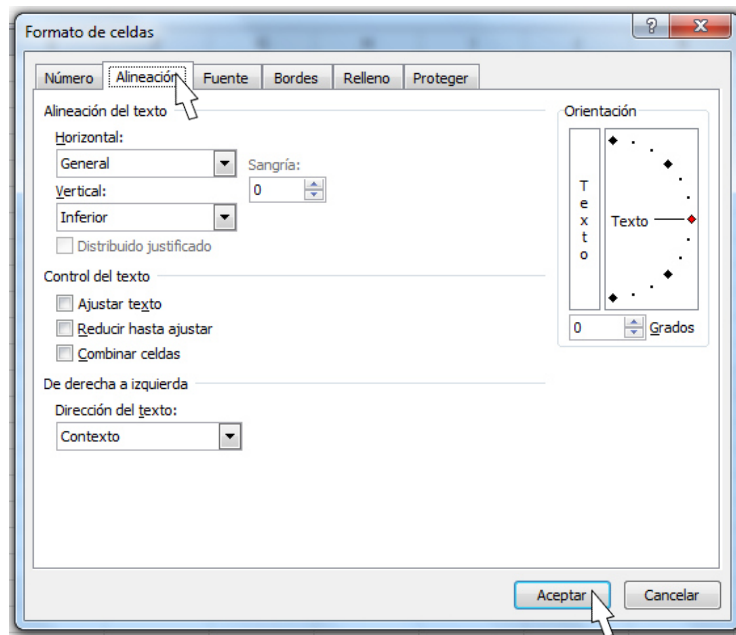 Formato de celdas
?
Número Alineación Fuente Bordes Relleno Proteger
Alineación del texto
Horizontal:
General
Sangría:
0
Vertical:
Inferior
Distribuido justificado
Control del texto
Ajustar texto
Reducir hasta ajustar
Combinar celdas
De derecha a izquierda
Dirección del texto:
Contexto
Orientación
Texto
Texto
0 Grados
Aceptar Cancelar